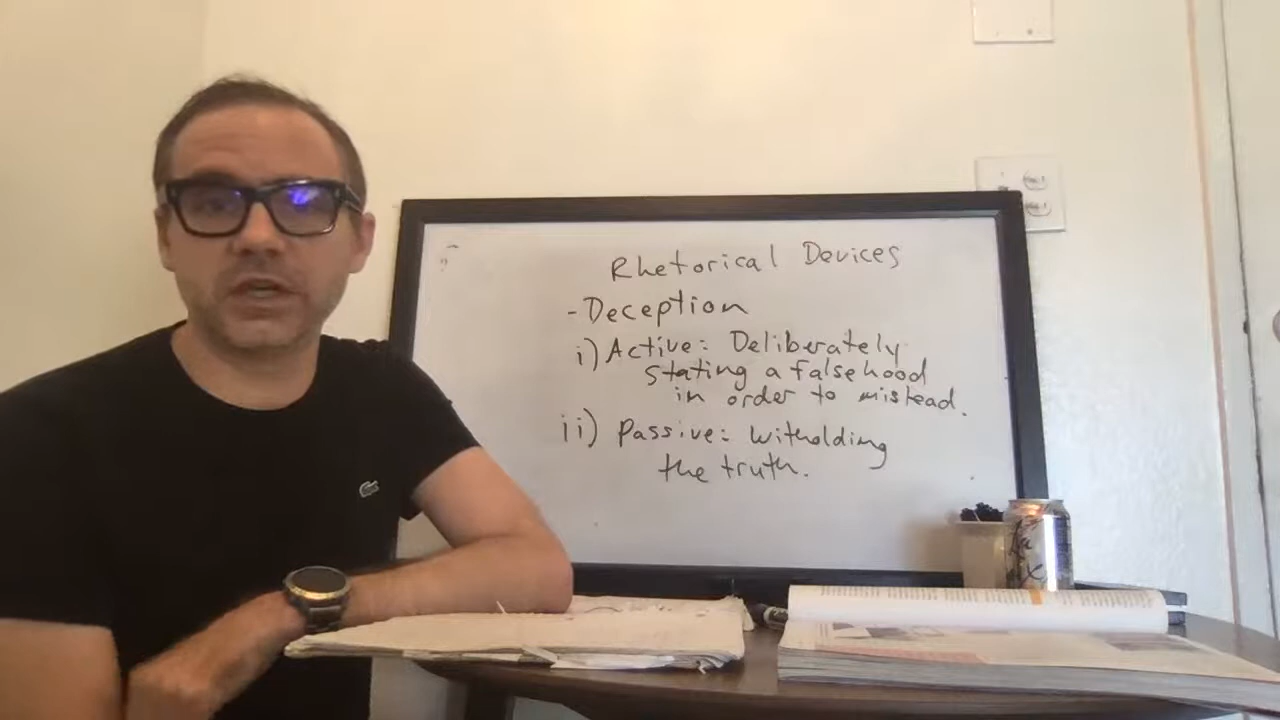 Rhetorical Devices
- Deception
i) Active: Deliberately
stating a falsehood
in order to mislead.
ii) Passive: Witholding
the truth.